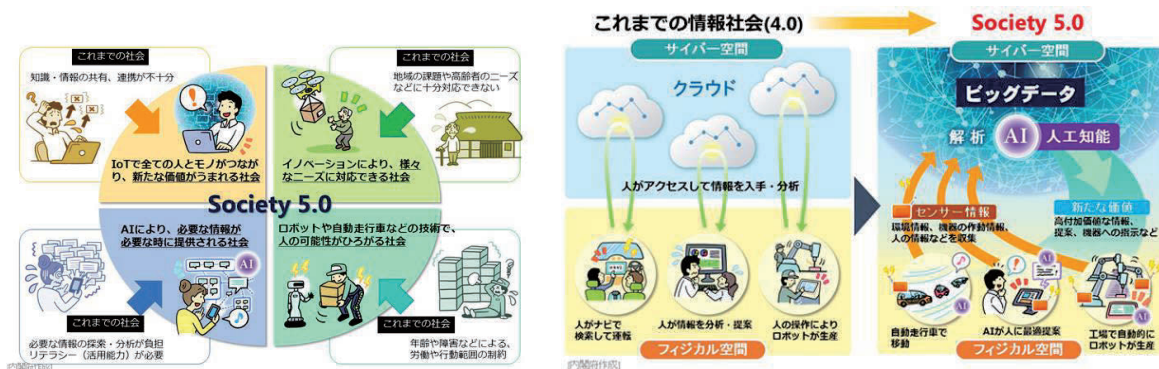 これまでの社会
知識・情報の共有、連携が不十分
IoTで全ての人とモノがつなが
り、新たな価値がうまれる社会
これまでの社会
地域の課題や高齢者のニーズ
などに十分対応できない
イノベーションにより、様々
なニーズに対応できる社会
Society 5.0
AIにより、必要な情報が
必要な時に提供される社会
AI
これまでの社会
必要な情報の探索・分析が負担
リテラシー（活用能力）が必要
ロボットや自動走行車などの技術で、
人の可能性がひろがる社会
これまでの社会
年齢や障害などによる、
労働や行動範囲の制約
[内閣府作成]
これまでの情報社会(4.0)
サイバー空間
クラウド
人がアクセスして情報を入手・分析
人がナビで
検索して運転
人が情報を分析・提案
人の操作により
ロボットが生産
フィジカル空間
Society 5.0
サイバー空間
ビッグデータ
解析 AI 人工知能
センサー情報
環境情報、機器の作動情報、
人の情報などを収集
新たな価値
高付加価値な情報、
提案、機器への指示など
AI
AI
AI
自動走行車で
移動
AIが人に最適提案
工場で自動的に
ロボットが生産
フィジカル空間
[内閣府作成]